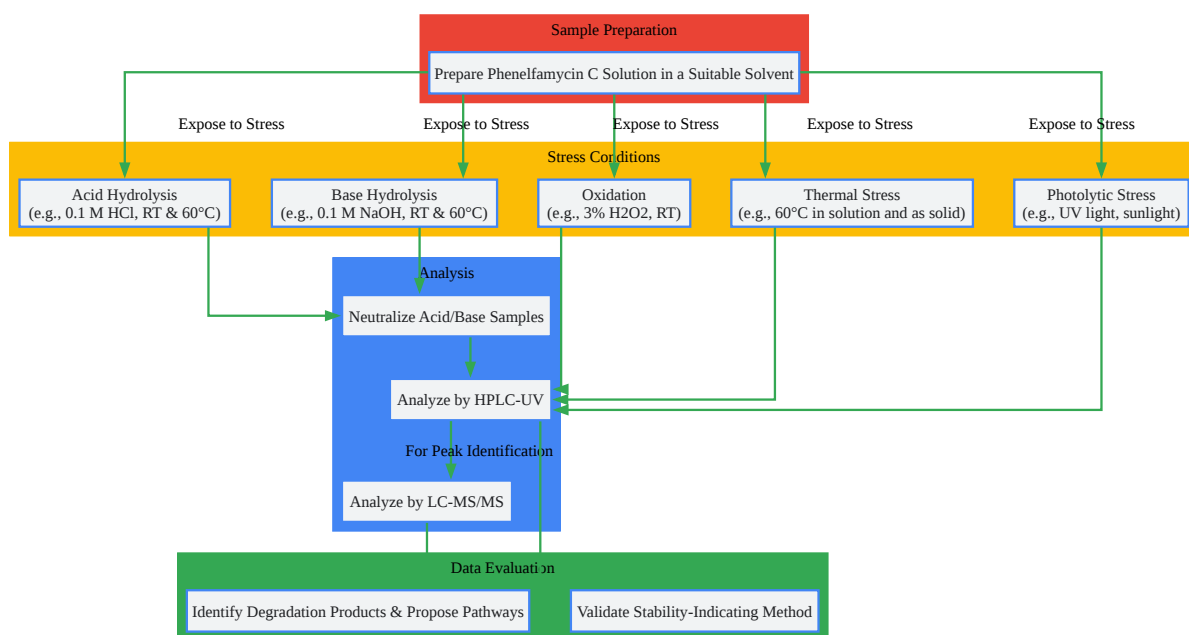 Sample Preparation
Prepare Phenelfamycin C Solution in a Suitable Solvent
Expose to Stress
Expose to Stress
Expose to Stress
Expose to Stress
Expose to Stress
Stress Conditions
Acid Hydrolysis
(e.g., 0.1 M HCl, RT & 60°C)
Base Hydrolysis
(e.g., 0.1 M NaOH, RT & 60°C)
Oxidation
(e.g., 3% H2O2, RT)
Thermal Stress
(e.g., 60°C in solution and as solid)
Photolytic Stress
(e.g., UV light, sunlight)
Analysis
Neutralize Acid/Base Samples
Analyze by HPLC-UV
For Peak Identification
Analyze by LC-MS/MS
Data Evaluation
Identify Degradation Products & Propose Pathways
Validate Stability-Indicating Method